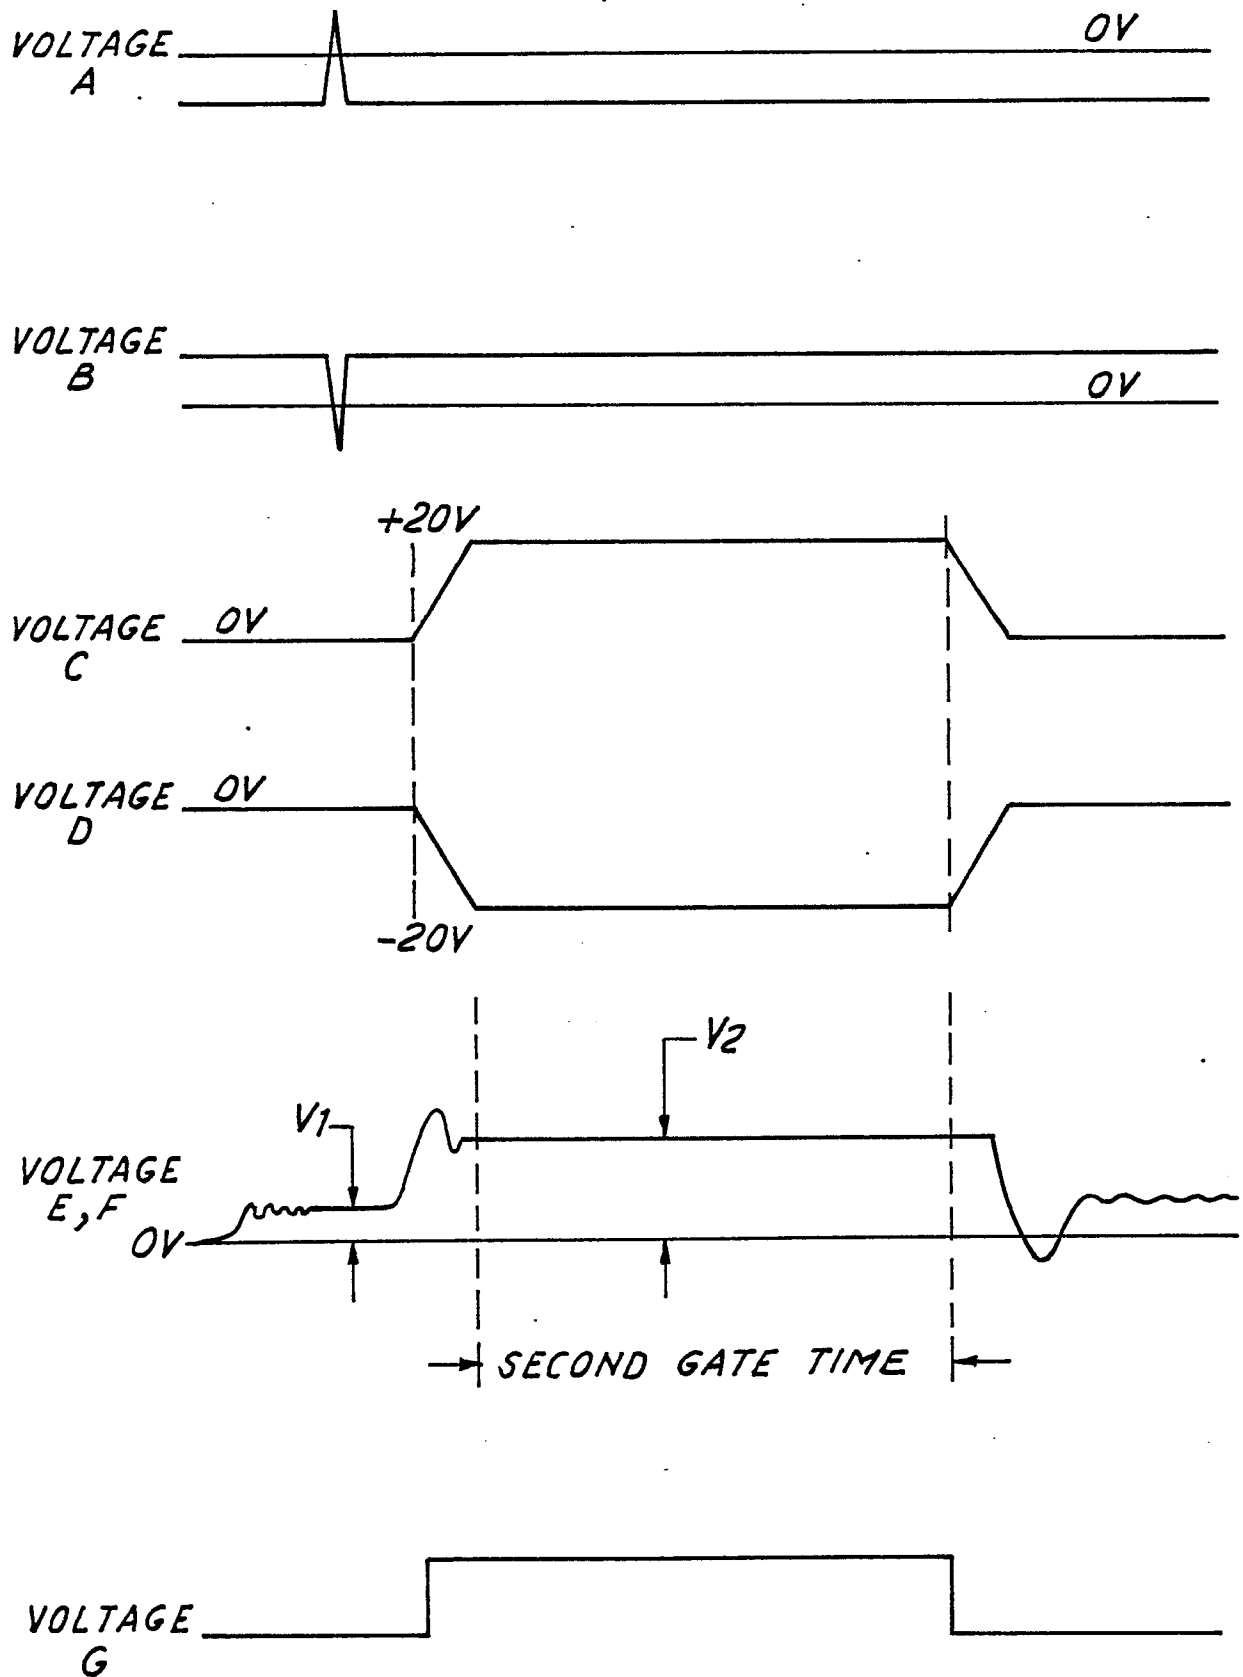 VOLTAGE
A
0V
VOLTAGE
B
0V
+20V
VOLTAGE
C
0V
VOLTAGE
D
0V
-20V
V2
V1
VOLTAGE
E, F
0V
SECOND GATE TIME
VOLTAGE
G